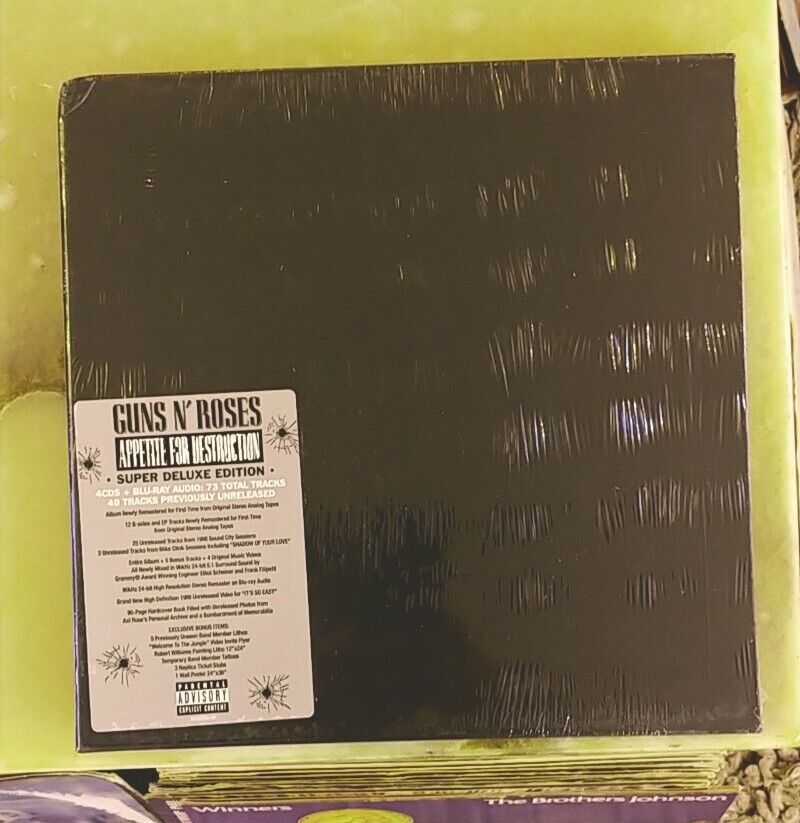 GUNS N' ROSES
APPETITE FOR DESTRUCTION
· SUPER DELUXE EDITION ·
4CDS + BLU-RAY AUDIO: 73 TOTAL TRACKS
49 TRACKS PREVIOUSLY UNRELEASED
Album Newly Remastered for First Time from Original Stereo Analog Tapes
12 B-sides and EP Tracks Newly Remastered for First Time
from Original Stereo Analog Tapes
25 Unreleased Tracks from 1986 Sound City Sessions
2 Unreleased Tracks from Mike Clink Sessions Including "SHADOW OF YOUR LOVE"
Entire Album + 5 Bonus Tracks + 4 Original Music Videos
All Newly Mixed in 96kHz 24-bit 5.1 Surround Sound by
Grammy® Award Winning Engineer Elliot Scheiner and Frank Filipetti
96kHz 24-bit High Resolution Stereo Remaster on Blu-ray Audio
Brand New High Definition 1989 Unreleased Video for "IT'S SO EASY"
96-Page Hardcover Book Filled with Unreleased Photos from
Axl Rose's Personal Archive and a Bombardment of Memorabilia
EXCLUSIVE BONUS ITEMS:
5 Previously Unseen Band Member Lithos
"Welcome To The Jungle" Video Invite Flyer
Robert Williams Painting Litho 12"x24"
Temporary Band Member Tattoos
3 Replica Ticket Stubs
1 Wall Poster 24"x36"
PARENTAL
ADVISORY
EXPLICIT CONTENT
Winners
The Brothers Johnson